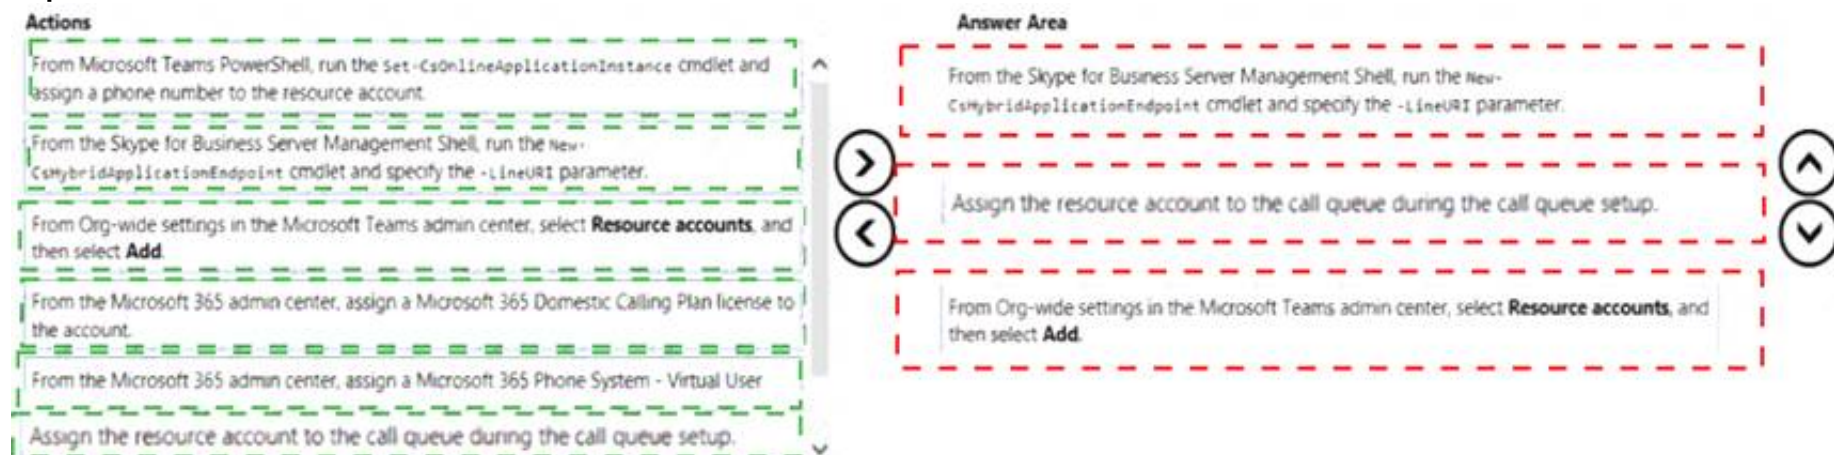 Actions
From Microsoft Teams PowerShell, run the Set-CsOnlineApplicationInstance cmdlet and
assign a phone number to the resource account.
From the Skype for Business Server Management Shell, run the New-
CsHybridApplicationEndpoint cmdlet and specify the -LineURI parameter.
From Org-wide settings in the Microsoft Teams admin center, select Resource accounts, and
then select Add.
From the Microsoft 365 admin center, assign a Microsoft 365 Domestic Calling Plan license to
the account.
From the Microsoft 365 admin center, assign a Microsoft 365 Phone System - Virtual User
Assign the resource account to the call queue during the call queue setup.
Answer Area
From the Skype for Business Server Management Shell, run the New-
CsHybridApplicationEndpoint cmdlet and specify the -LineURI parameter.
Assign the resource account to the call queue during the call queue setup.
From Org-wide settings in the Microsoft Teams admin center, select Resource accounts, and
then select Add.